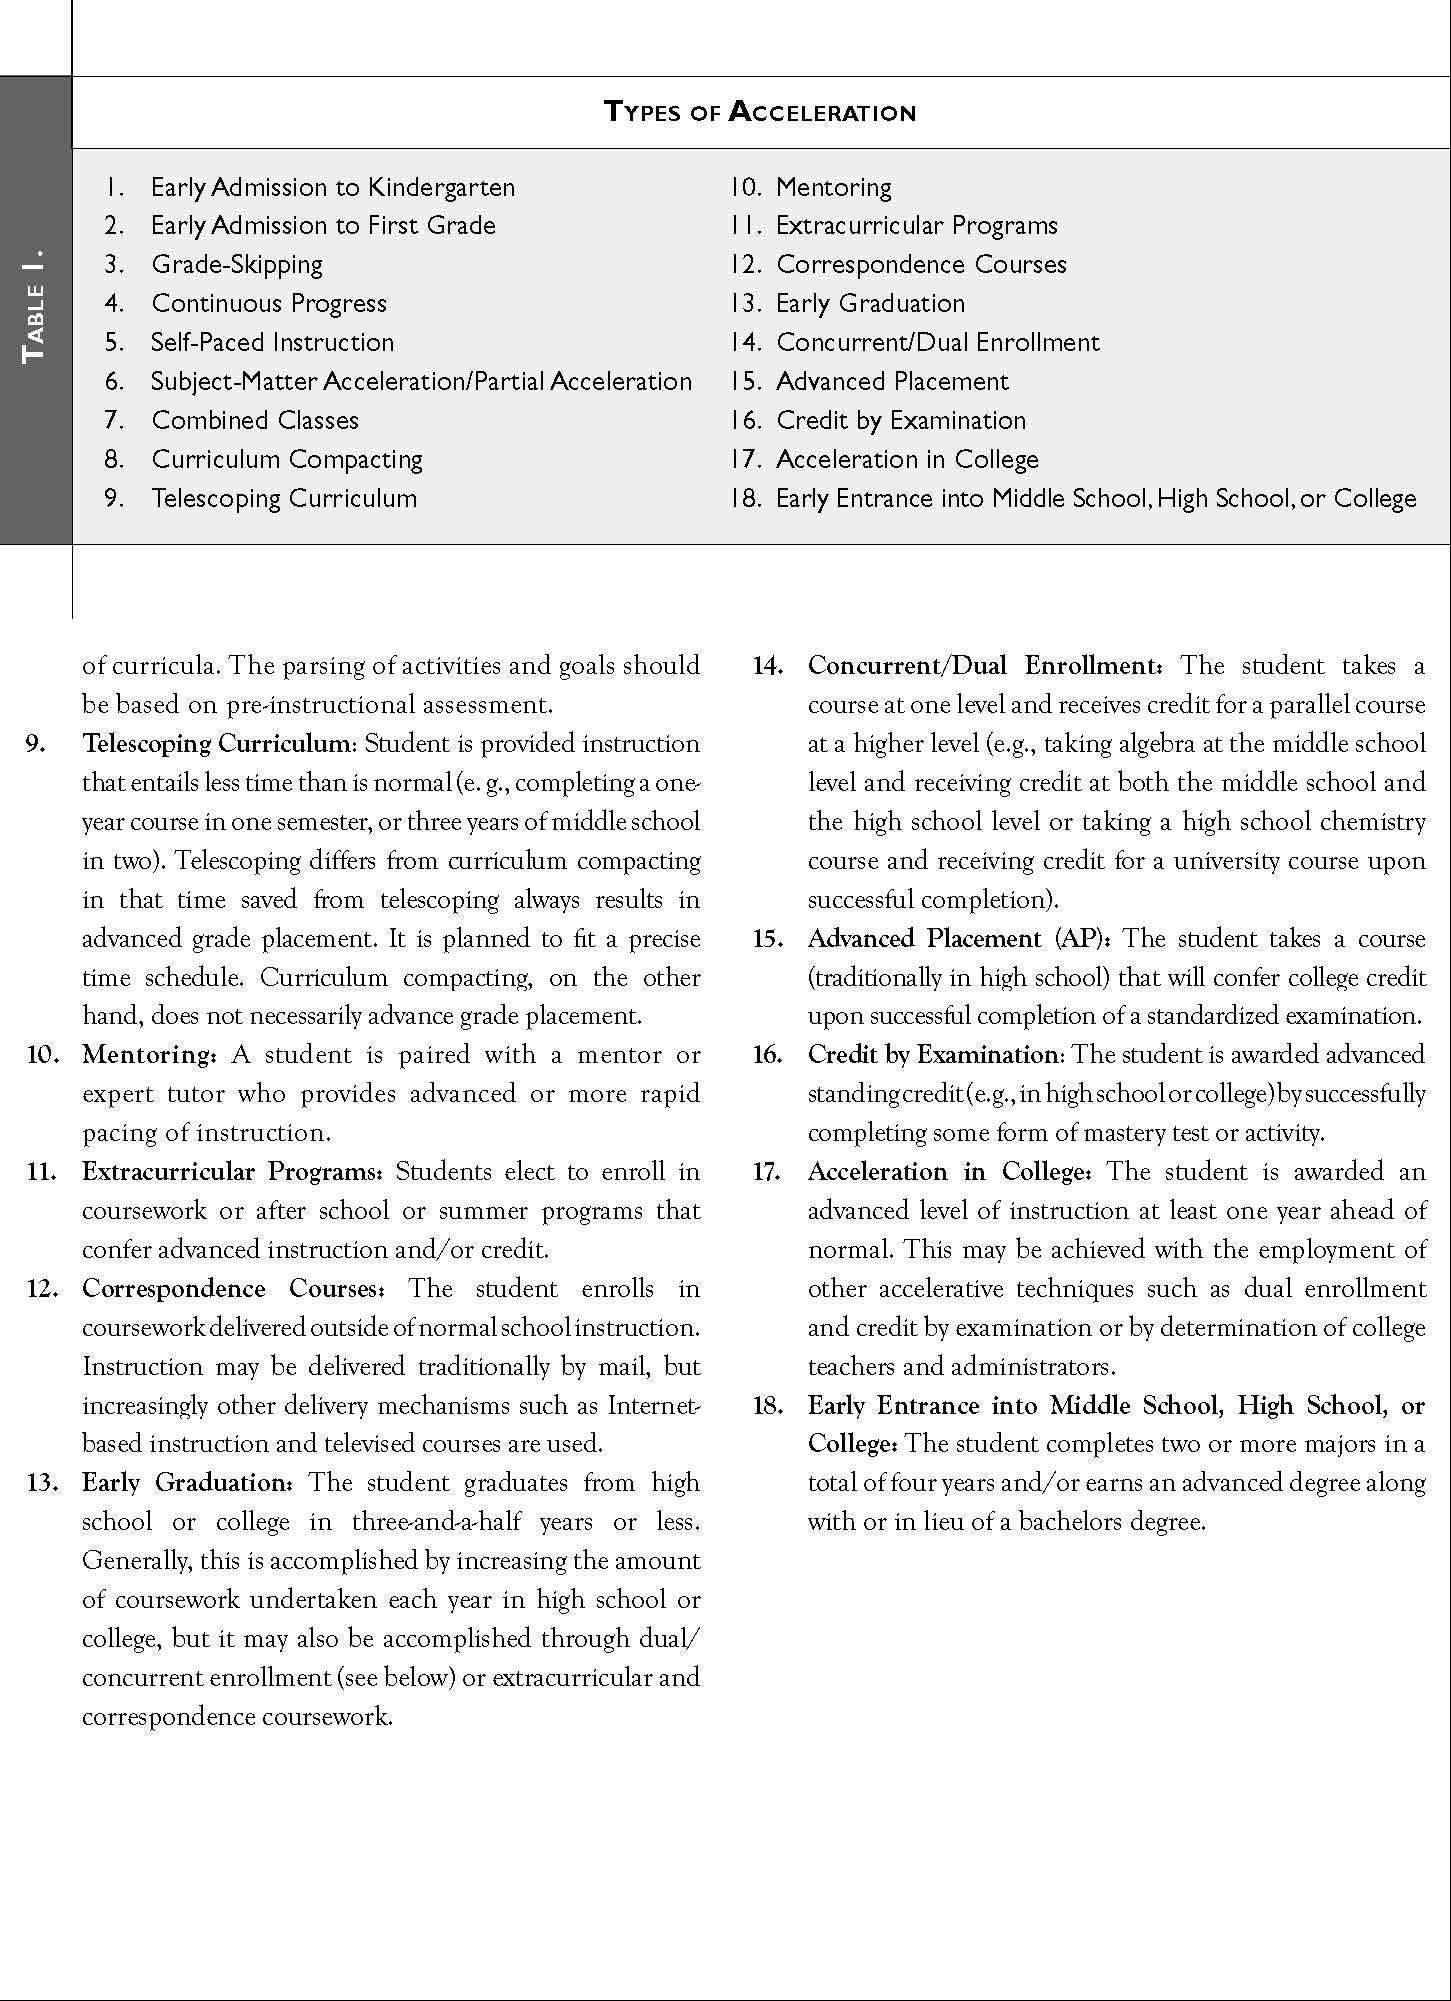 TABLE 1.
TYPES OF ACCELERATION
1. Early Admission to Kindergarten
2. Early Admission to First Grade
3. Grade-Skipping
4. Continuous Progress
5. Self-Paced Instruction
6. Subject-Matter Acceleration/Partial Acceleration
7. Combined Classes
8. Curriculum Compacting
9. Telescoping Curriculum
10. Mentoring
11. Extracurricular Programs
12. Correspondence Courses
13. Early Graduation
14. Concurrent/Dual Enrollment
15. Advanced Placement
16. Credit by Examination
17. Acceleration in College
18. Early Entrance into Middle School, High School, or College
of curricula. The parsing of activities and goals should
be based on pre-instructional assessment.
9. Telescoping Curriculum: Student is provided instruction
that entails less time than is normal (e. g., completing a one-
year course in one semester, or three years of middle school
in two). Telescoping differs from curriculum compacting
in that time saved from telescoping always results in
advanced grade placement. It is planned to fit a precise
time schedule. Curriculum compacting, on the other
hand, does not necessarily advance grade placement.
10. Mentoring: A student is paired with a mentor or
expert tutor who provides advanced or more rapid
pacing of instruction.
11. Extracurricular Programs: Students elect to enroll in
coursework or after school or summer programs that
confer advanced instruction and/or credit.
12. Correspondence Courses: The student enrolls in
coursework delivered outside of normal school instruction.
Instruction may be delivered traditionally by mail, but
increasingly other delivery mechanisms such as Internet-
based instruction and televised courses are used.
13. Early Graduation: The student graduates from high
school or college in three-and-a-half years or less.
Generally, this is accomplished by increasing the amount
of coursework undertaken each year in high school or
college, but it may also be accomplished through dual/
concurrent enrollment (see below) or extracurricular and
correspondence coursework.
14. Concurrent/Dual Enrollment: The student takes a
course at one level and receives credit for a parallel course
at a higher level (e.g., taking algebra at the middle school
level and receiving credit at both the middle school and
the high school level or taking a high school chemistry
course and receiving credit for a university course upon
successful completion).
15. Advanced Placement (AP): The student takes a course
(traditionally in high school) that will confer college credit
upon successful completion of a standardized examination.
16. Credit by Examination: The student is awarded advanced
standing credit (e.g., in high school or college) by successfully
completing some form of mastery test or activity.
17. Acceleration in College: The student is awarded an
advanced level of instruction at least one year ahead of
normal. This may be achieved with the employment of
other accelerative techniques such as dual enrollment
and credit by examination or by determination of college
teachers and administrators.
18. Early Entrance into Middle School, High School, or
College: The student completes two or more majors in a
total of four years and/or earns an advanced degree along
with or in lieu of a bachelors degree.